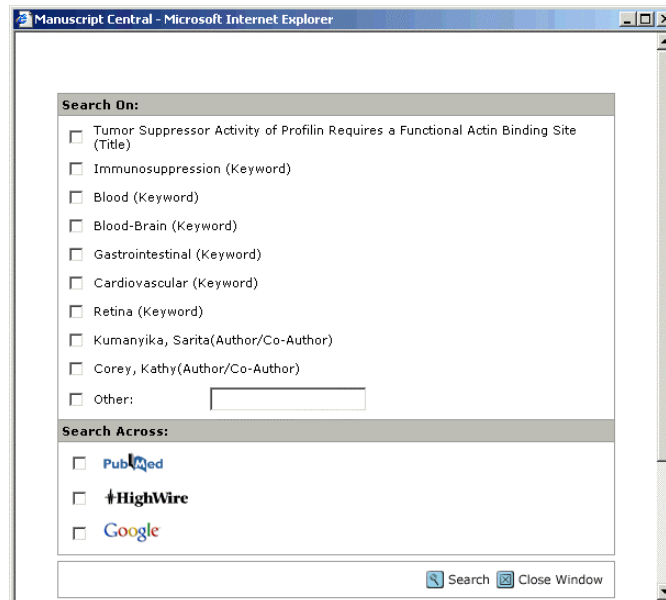 Manuscript Central - Microsoft Internet Explorer
Search On:
Tumor Suppressor Activity of Profilin Requires a Functional Actin Binding Site
(Title)
Immunosuppression (Keyword)
Blood (Keyword)
Blood-Brain (Keyword)
Gastrointestinal (Keyword)
Cardiovascular (Keyword)
Retina (Keyword)
Kumanyika, Sarita(Author/Co-Author)
Corey, Kathy(Author/Co-Author)
Other:
Search Across:
PubMed
HighWire
Google
Search Close Window